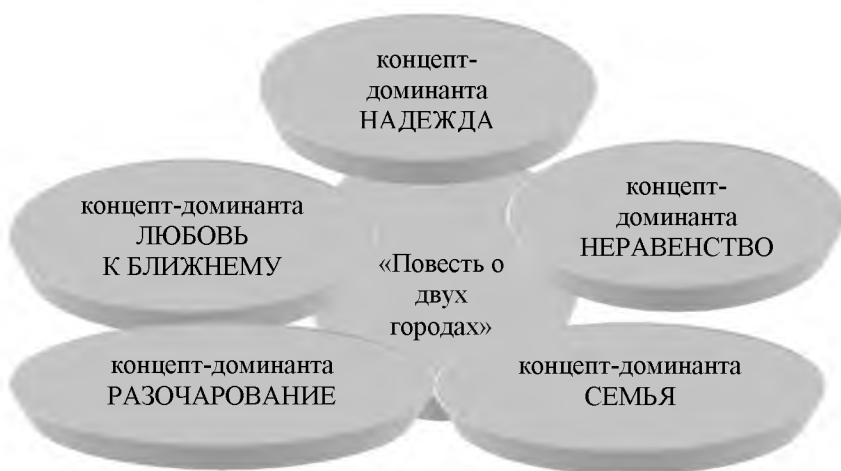 концепт-
доминанта
НАДЕЖДА
концепт-доминанта
ЛЮБОВЬ
К БЛИЖНЕМУ
концепт-
доминанта
НЕРАВЕНСТВО
«Повесть о
двух
городах»
концепт-доминанта
РАЗОЧАРОВАНИЕ
концепт-доминанта
СЕМЬЯ